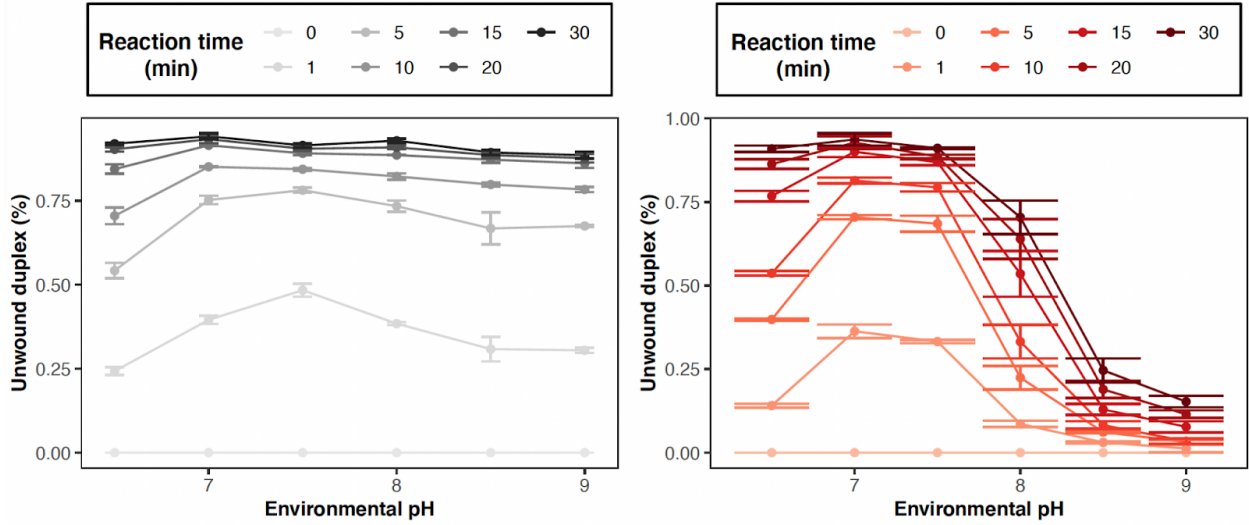 Reaction time
(min)
0 5 15 30
1 10 20
Unwound duplex (%)
0.75
0.50
0.25
0.00
7 8 9
Environmental pH
Reaction time
(min)
0 5 15 30
1 10 20
Unwound duplex (%)
1.00
0.75
0.50
0.25
0.00
7 8 9
Environmental pH